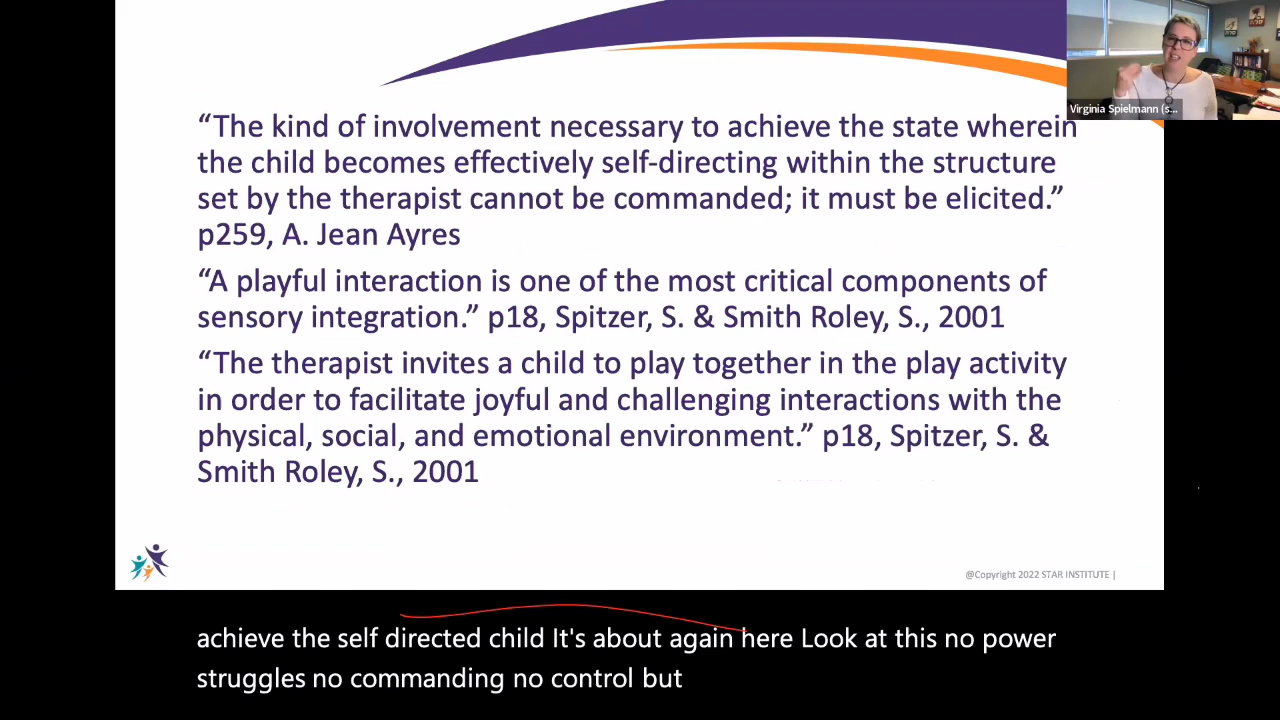 “The kind of involvement necessary to achieve the state wherein
the child becomes effectively self-directing within the structure
set by the therapist cannot be commanded; it must be elicited.”
p259, A. Jean Ayres
“A playful interaction is one of the most critical components of
sensory integration.” p18, Spitzer, S. & Smith Roley, S., 2001
“The therapist invites a child to play together in the play activity
in order to facilitate joyful and challenging interactions with the
physical, social, and emotional environment.” p18, Spitzer, S. &
Smith Roley, S., 2001
Virginia Spielmann (s...
@Copyright 2022 STAR INSTITUTE |
achieve the self directed child It's about again here Look at this no power
struggles no commanding no control but